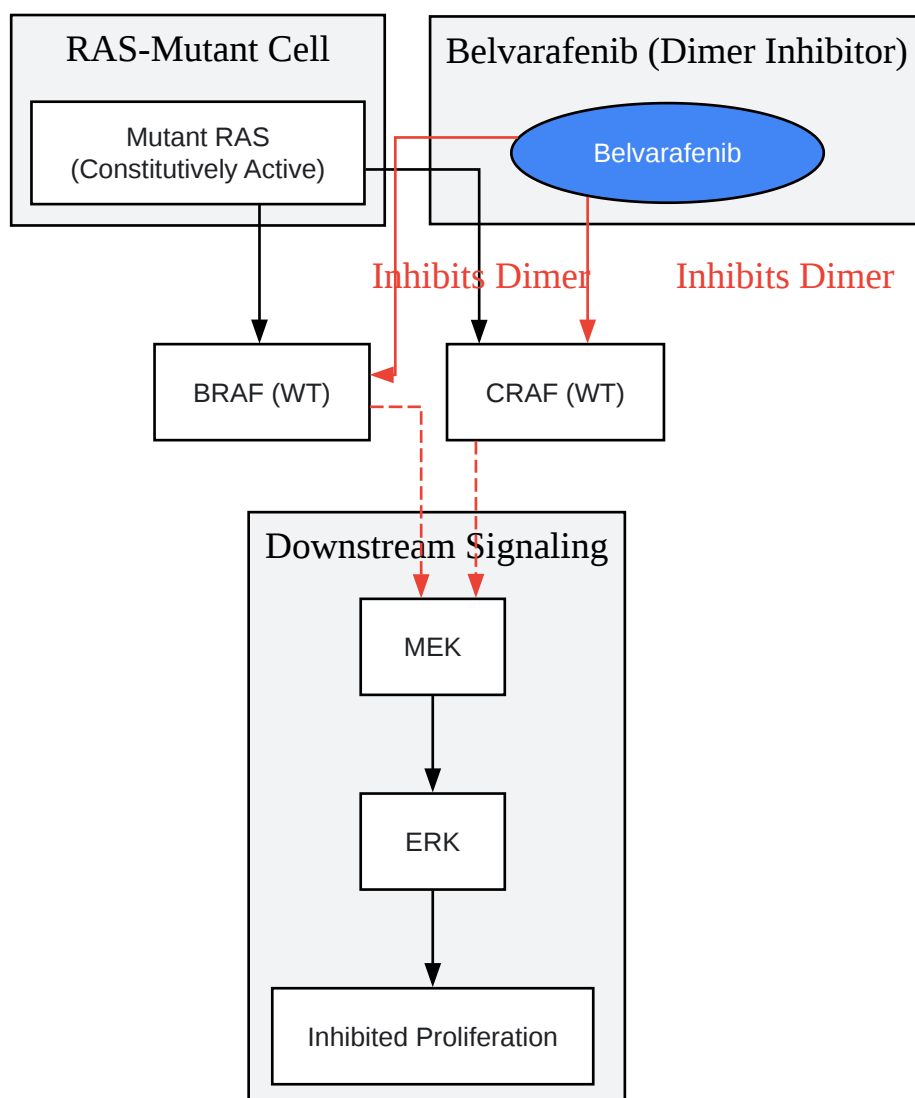 RAS-Mutant Cell
Belvarafenib (Dimer Inhibitor)
Mutant RAS
(Constitutively Active)
Belvarafenib
Inhibits Dimer
Inhibits Dimer
BRAF (WT)
CRAF (WT)
Downstream Signaling
MEK
ERK
Inhibited Proliferation